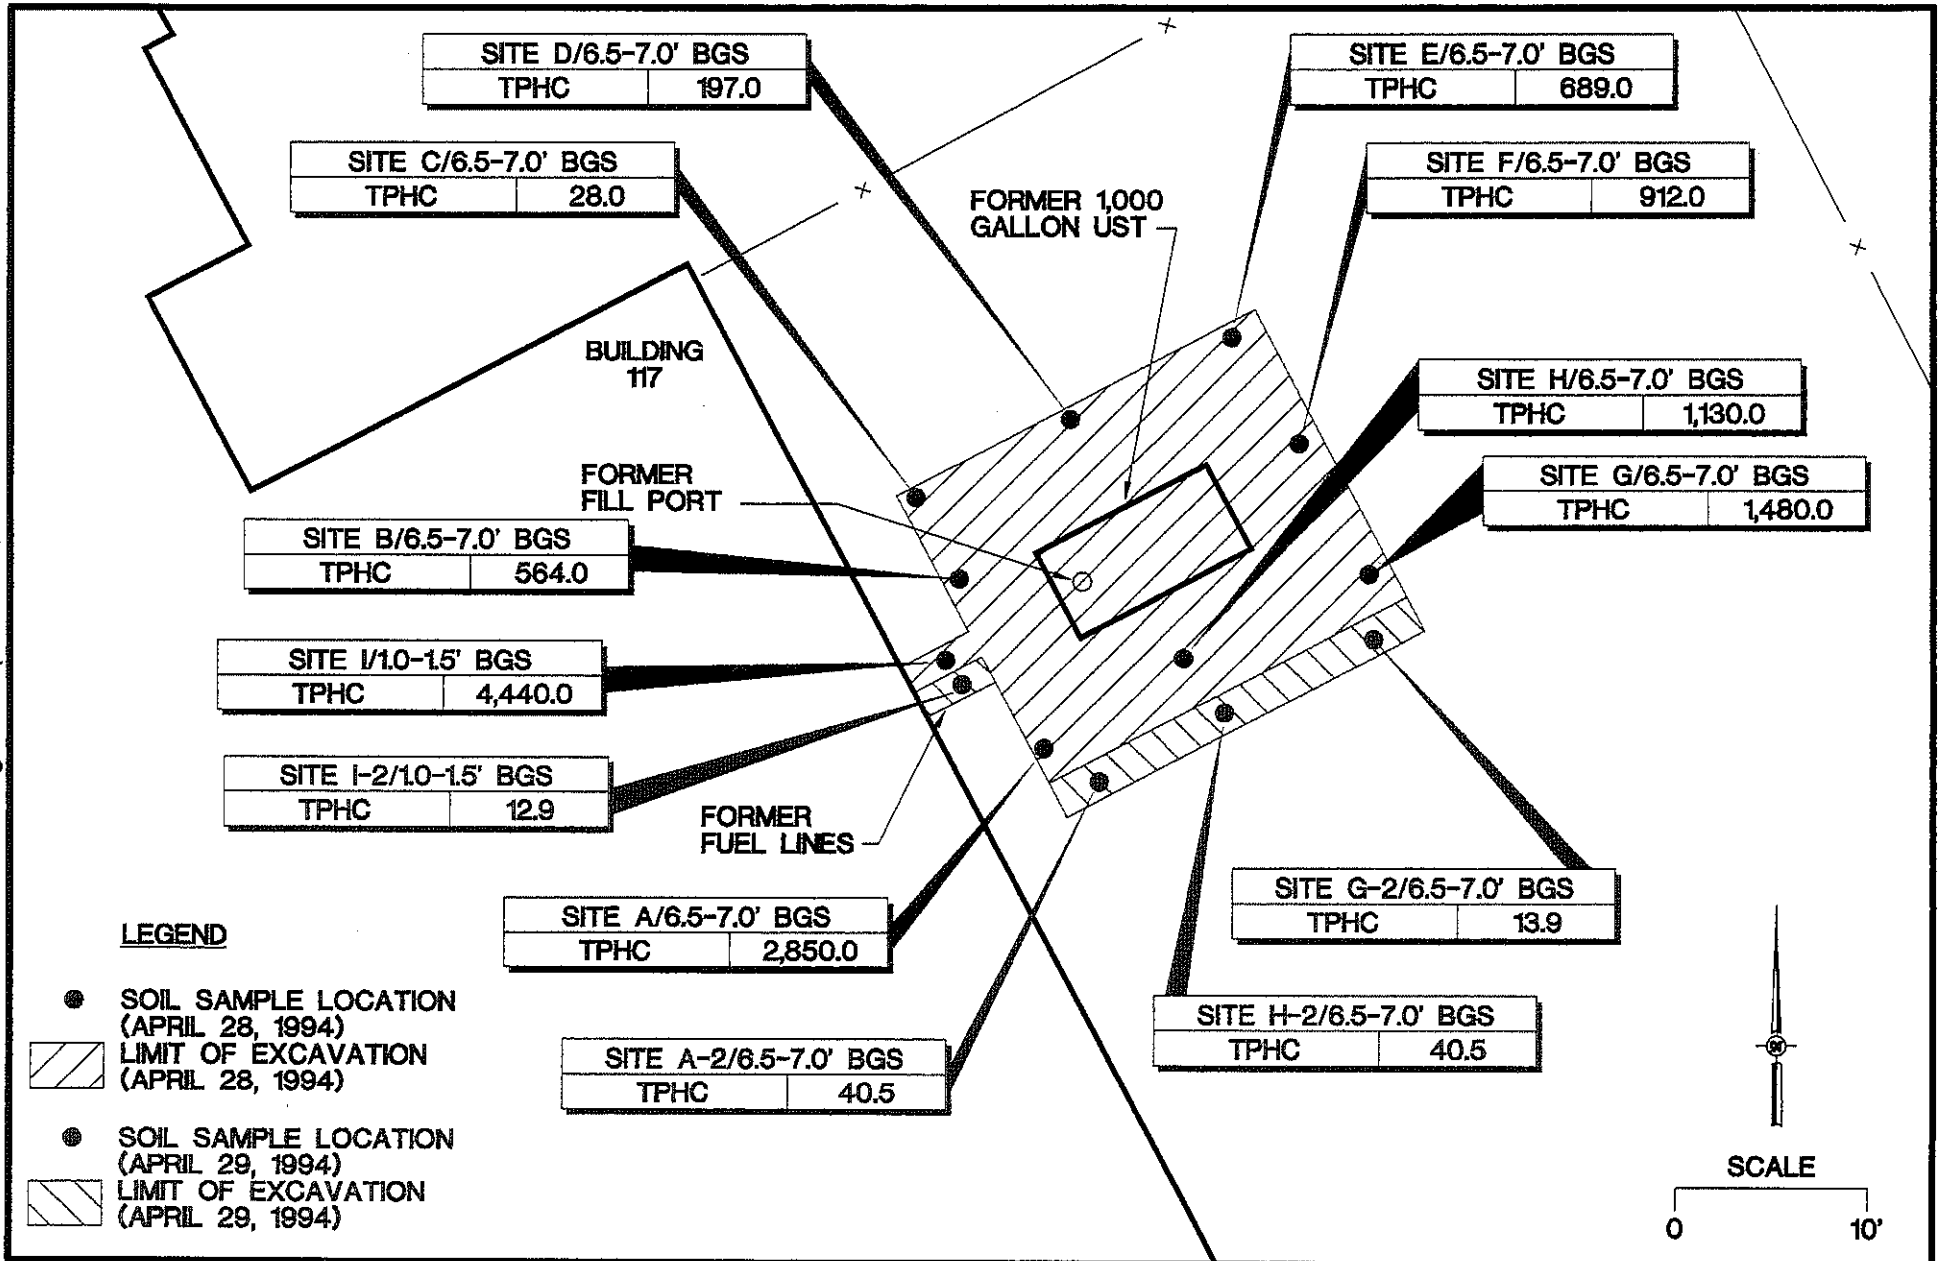 SITE D/6.5-7.0' BGS
TPHC 197.0
SITE E/6.5-7.0' BGS
TPHC 689.0
SITE C/6.5-7.0' BGS
TPHC 28.0
FORMER 1,000
GALLON UST
SITE F/6.5-7.0' BGS
TPHC 912.0
BUILDING
117
SITE H/6.5-7.0' BGS
TPHC 1,130.0
FORMER
FILL PORT
SITE G/6.5-7.0' BGS
TPHC 1,480.0
SITE B/6.5-7.0' BGS
TPHC 564.0
SITE I/1.0-1.5' BGS
TPHC 4,440.0
SITE I-2/1.0-1.5' BGS
TPHC 12.9
FORMER
FUEL LINES
SITE A/6.5-7.0' BGS
TPHC 2,850.0
SITE G-2/6.5-7.0' BGS
TPHC 13.9
SITE H-2/6.5-7.0' BGS
TPHC 40.5
SITE A-2/6.5-7.0' BGS
TPHC 40.5
LEGEND
SOIL SAMPLE LOCATION
(APRIL 28, 1994)
LIMIT OF EXCAVATION
(APRIL 28, 1994)
SOIL SAMPLE LOCATION
(APRIL 29, 1994)
LIMIT OF EXCAVATION
(APRIL 29, 1994)
SCALE
0 10'